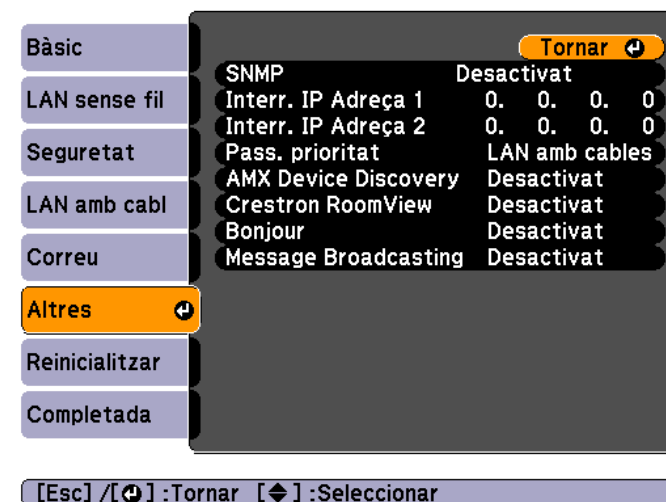 Bàsic
LAN sense fil
Seguretat
LAN amb cabl
Correu
Altres
Reinicialitzar
Completada
Tornar
SNMP Desactivat
Interr. IP Adreça 1 0. 0. 0. 0
Interr. IP Adreça 2 0. 0. 0. 0
Pass. prioritat LAN amb cables
AMX Device Discovery Desactivat
Crestron RoomView Desactivat
Bonjour Desactivat
Message Broadcasting Desactivat
[Esc] /[⏎] :Tornar [◆] :Seleccionar